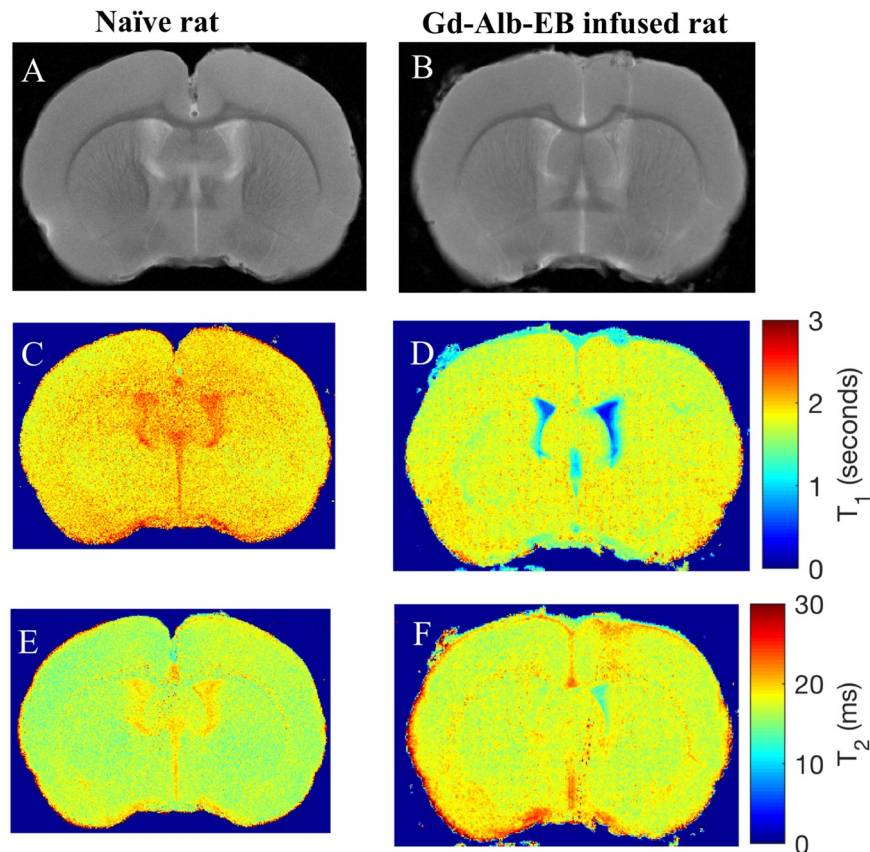 Naïve rat
Gd-Alb-EB infused rat
A
B
C
D
3
2
1
0
T1 (seconds)
E
F
30
20
10
0
T2 (ms)